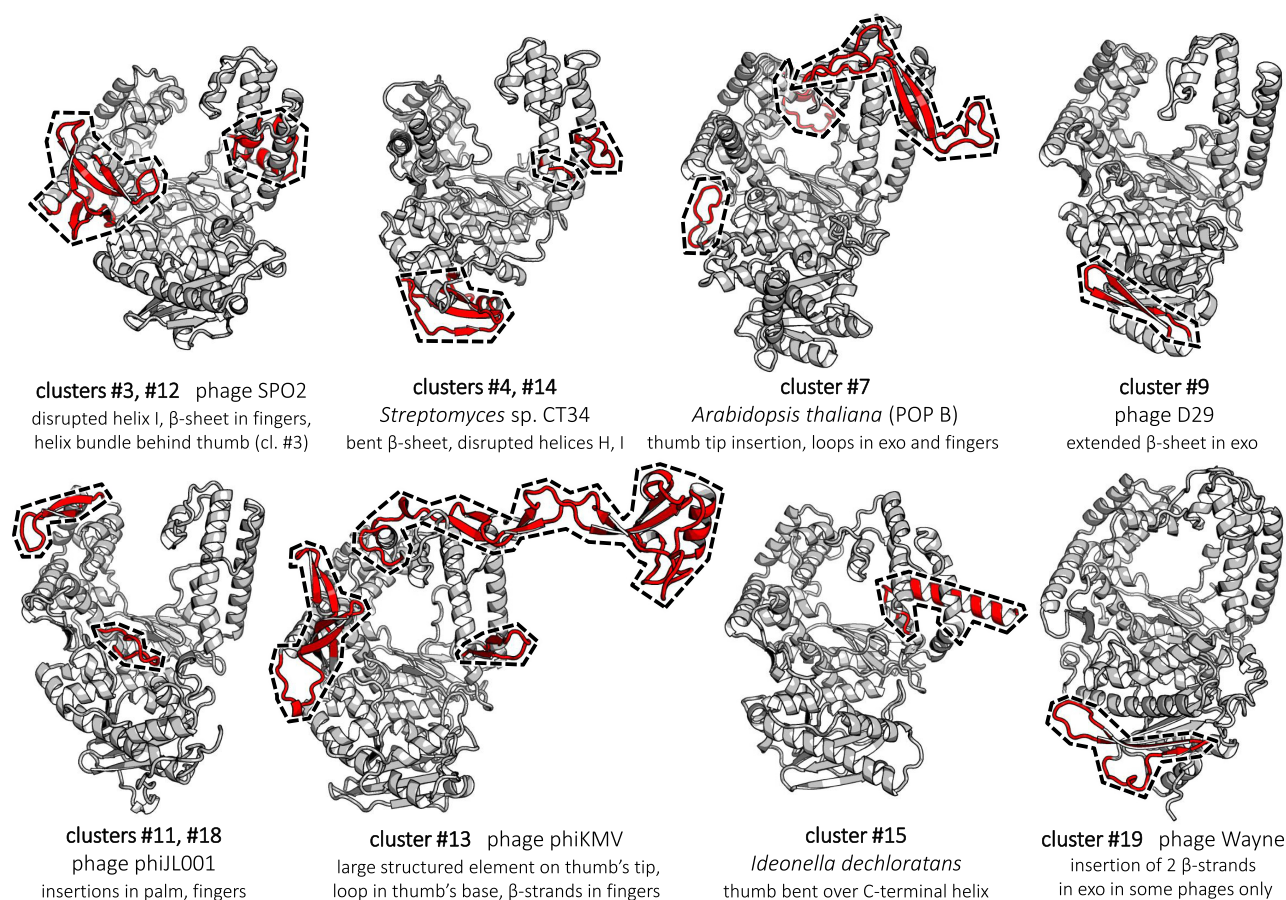 clusters #3, #12 phage SPO2
disrupted helix I, β-sheet in fingers,
helix bundle behind thumb (cl. #3)
clusters #4, #14
Streptomyces sp. CT34
bent β-sheet, disrupted helices H, I
cluster #7
Arabidopsis thaliana (POP B)
thumb tip insertion, loops in exo and fingers
cluster #9
phage D29
extended β-sheet in exo
clusters #11, #18
phage phiJL001
insertions in palm, fingers
cluster #13 phage phiKMV
large structured element on thumb's tip,
loop in thumb's base, β-strands in fingers
cluster #15
Ideonella dechloratans
thumb bent over C-terminal helix
cluster #19 phage Wayne
insertion of 2 β-strands
in exo in some phages only